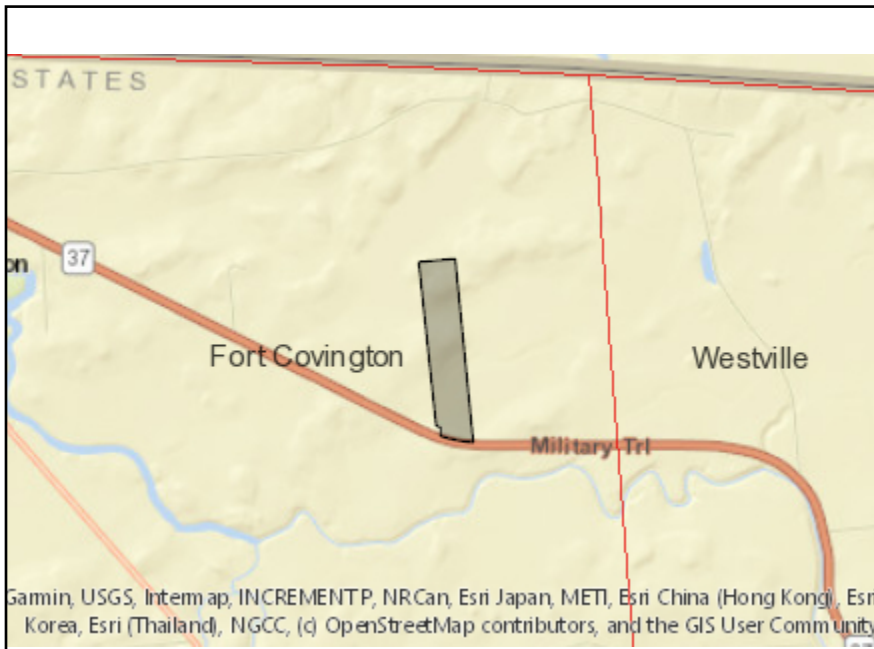 STATES
37
on
Fort Covington
Westville
Military Trl
Garmin, USGS, Intermap, INCREMENT P, NRCan, Esri Japan, METI, Esri China (Hong Kong), Esri
Korea, Esri (Thailand), NGCC, (c) OpenStreetMap contributors, and the GIS User Community
37